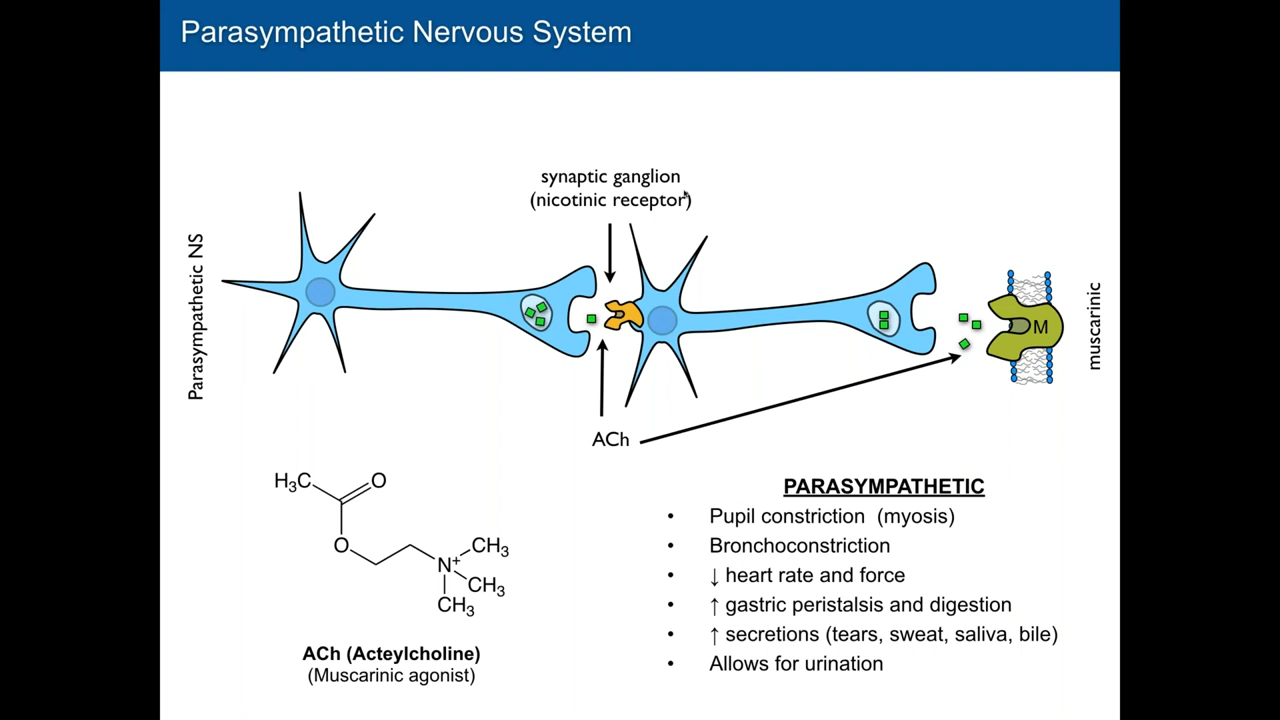 Parasympathetic Nervous System
synaptic ganglion
(nicotinic receptor)
Parasympathetic NS
M
muscarinic
ACh
H₃C
O
O
N⁺
CH₃
CH₃
CH₃
ACh (Acteylcholine)
(Muscarinic agonist)
PARASYMPATHETIC
• Pupil constriction (myosis)
• Bronchoconstriction
• ↓ heart rate and force
• ↑ gastric peristalsis and digestion
• ↑ secretions (tears, sweat, saliva, bile)
• Allows for urination